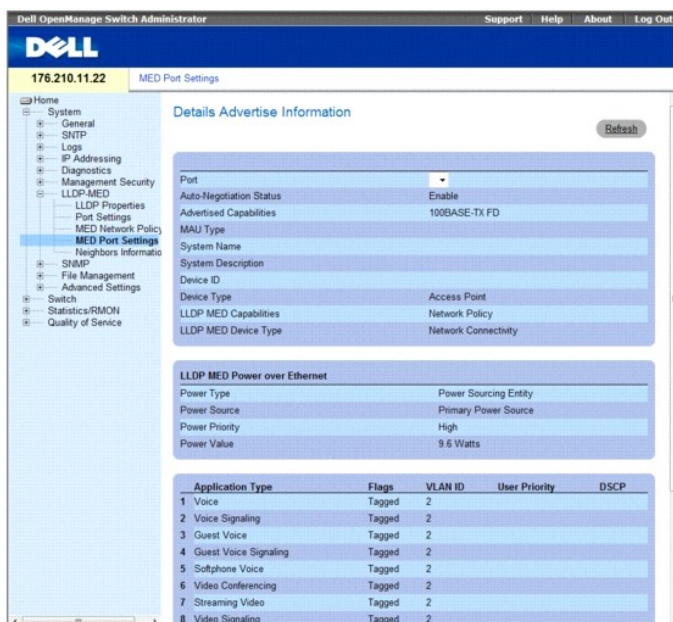 Dell OpenManage Switch Administrator Support Help About Log Out
DELL
176.210.11.22 MED Port Settings
Home
System
General
SNTP
Logs
IP Addressing
Diagnostics
Management Security
LLDP-MED
LLDP Properties
Port Settings
MED Network Policy
MED Port Settings
Neighbors Informatio
SNMP
File Management
Advanced Settings
Switch
Statistics/RMON
Quality of Service
Details Advertise Information
Refresh
Port
Auto-Negotiation Status Enable
Advertised Capabilities 100BASE-TX FD
MAU Type
System Name
System Description
Device ID
Device Type Access Point
LLDP MED Capabilities Network Policy
LLDP MED Device Type Network Connectivity
LLDP MED Power over Ethernet
Power Type Power Sourcing Entity
Power Source Primary Power Source
Power Priority High
Power Value 9.6 Watts
Application Type Flags VLAN ID User Priority DSCP
1 Voice Tagged 2
2 Voice Signaling Tagged 2
3 Guest Voice Tagged 2
4 Guest Voice Signaling Tagged 2
5 Softphone Voice Tagged 2
6 Video Conferencing Tagged 2
7 Streaming Video Tagged 2
8 Video Signaling Tagged 2